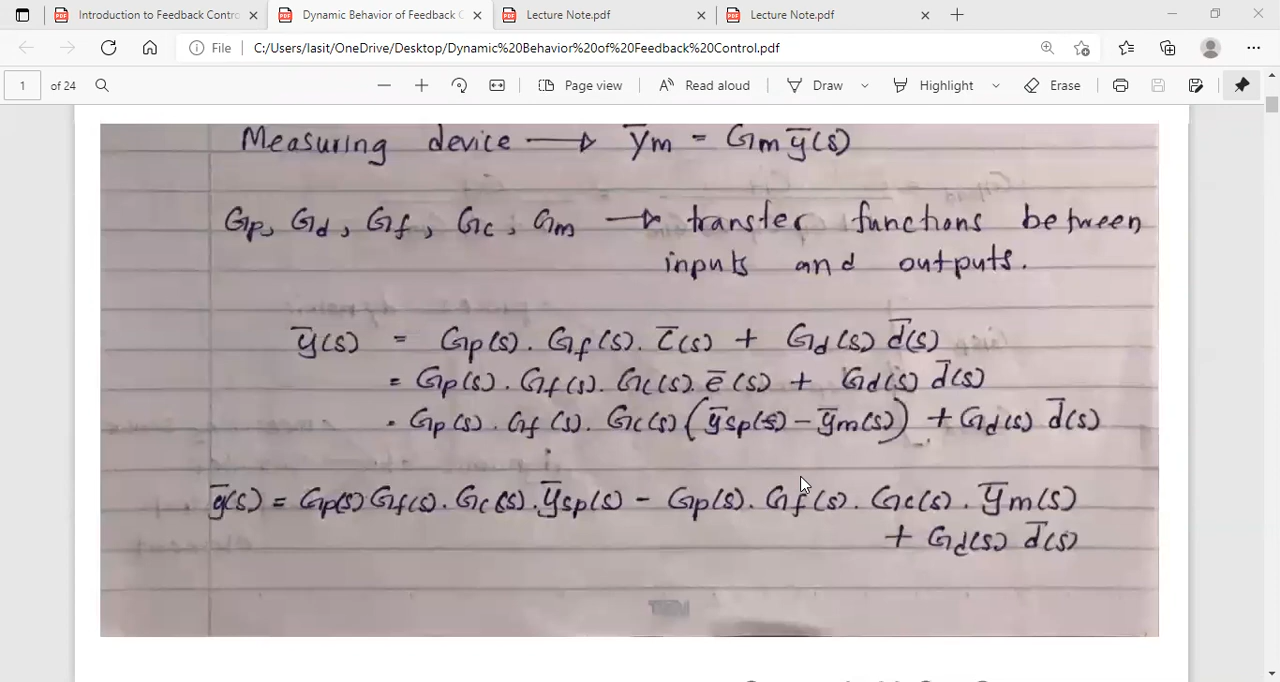 Introduction to Feedback Contro
Dynamic Behavior of Feedback C
Lecture Note.pdf
Lecture Note.pdf
File
C:/Users/lasit/OneDrive/Desktop/Dynamic%20Behavior%20of%20Feedback%20Control.pdf
1 of 24
Page view
Read aloud
Draw
Highlight
Erase
Measuring device → ȳm = Gm ȳ(s)
Gp, Gd, Gf, Gc, Gm → transfer functions between
inputs and outputs.
ȳ(s) = Gp(s). Gf(s). c̄(s) + Gd(s) d̄(s)
= Gp(s). Gf(s). Gc(s). ē(s) + Gd(s) d̄(s)
= Gp(s). Gf(s). Gc(s) (ȳsp(s) – ȳm(s)) + Gd(s) d̄(s)
ȳ(s) = Gp(s) Gf(s). Gc(s). ȳsp(s) – Gp(s). Gf(s). Gc(s). ȳm(s)
+ Gd(s) d̄(s)